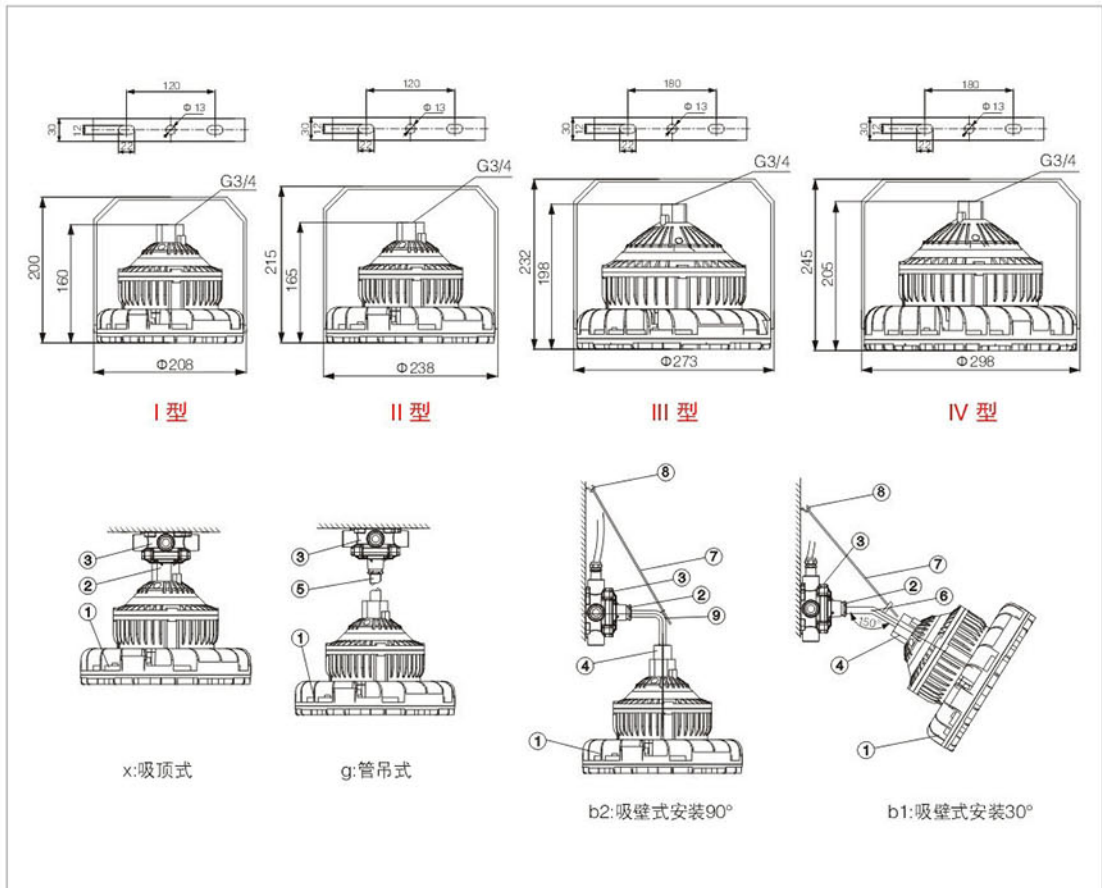 120
Φ13
30
12
22
120
Φ13
30
12
22
180
Φ13
30
12
22
180
Φ13
30
12
22
G3/4
200
160
Φ208
G3/4
215
165
Φ238
G3/4
232
198
Φ273
G3/4
245
205
Φ298
I 型
II 型
III 型
IV 型
③
②
①
x:吸顶式
③
⑤
①
g:管吊式
⑧
⑦
③
②
⑨
④
①
b2:吸壁式安装90°
⑧
③
⑦
②
⑥
150°
④
①
b1:吸壁式安装30°